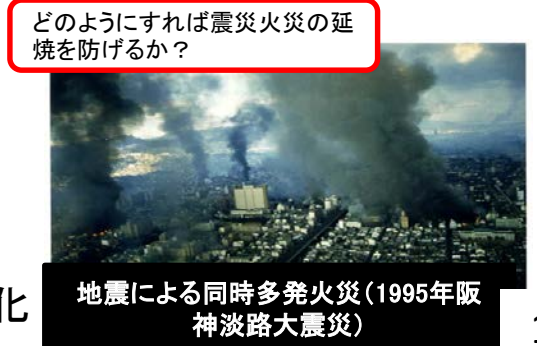 どのようにすれば震災火災の延
焼を防げるか？
化
地震による同時多発火災（1995年阪
神淡路大震災）